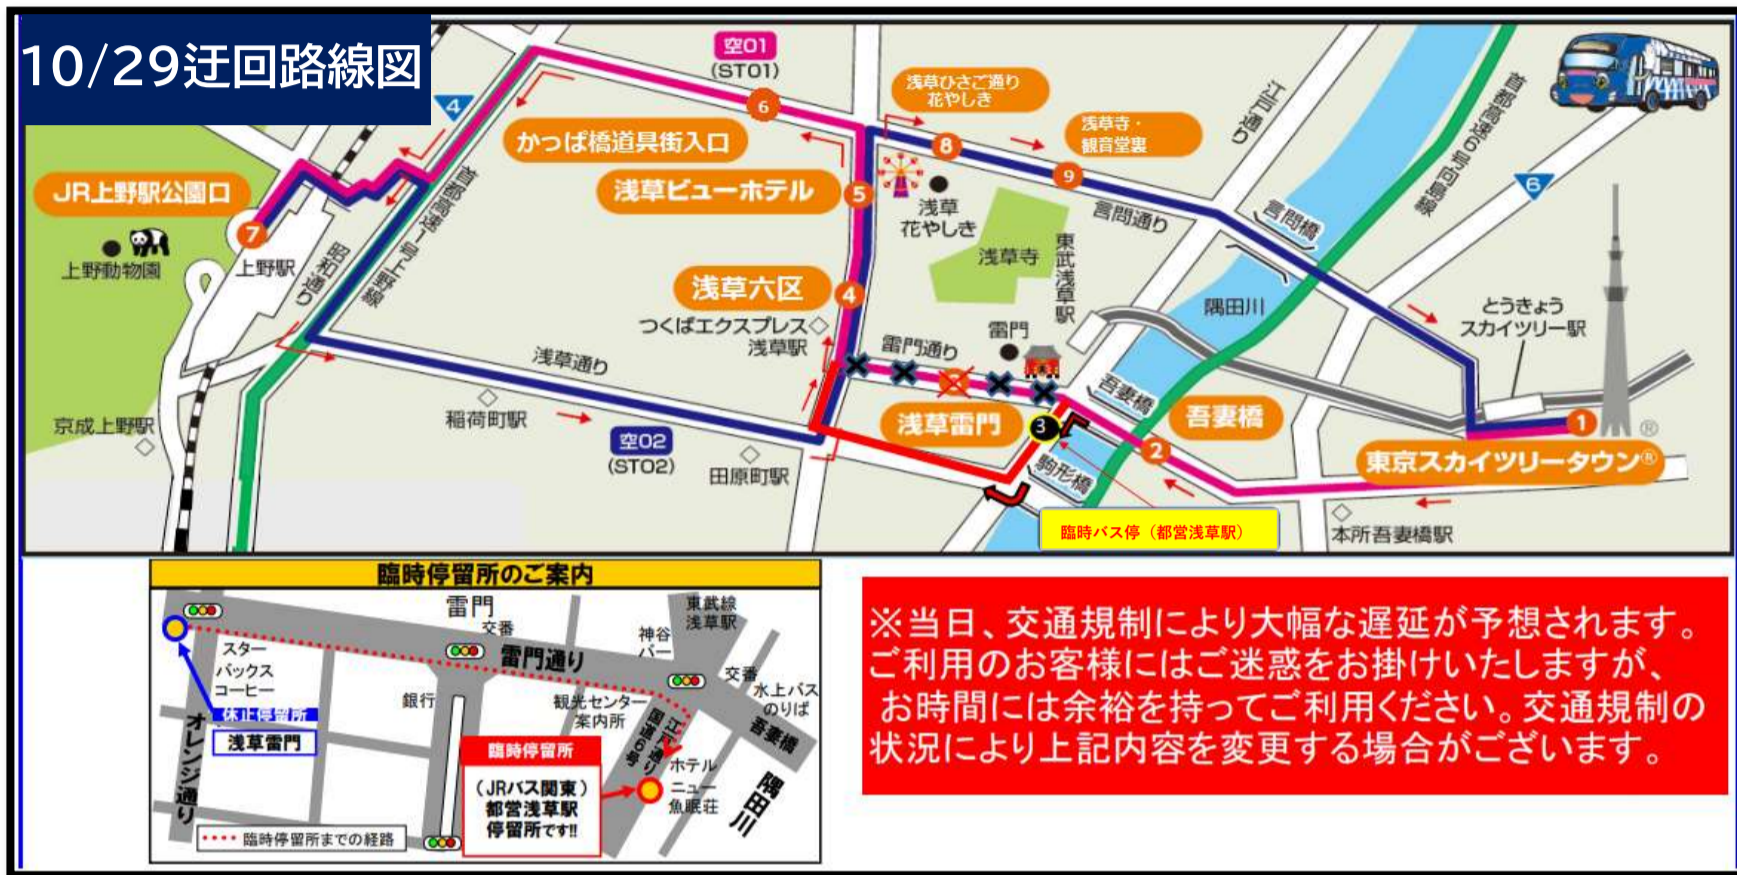 10/29迂回路線図
空01
(ST01)
4
6
かっぱ橋道具街入口
浅草ビューホテル
5
浅草ひさご通り
花やしき
8
浅草寺・
観音堂裏
9
江戸通り
首都高速6号向島線
6
JR上野駅公園口
7
上野動物園
上野駅
昭和通り
首都高速1号上野線
浅草
花やしき
言問通り
言問橋
浅草寺
東武浅草駅
隅田川
とうきょう
スカイツリー駅
浅草六区
4
つくばエクスプレス
浅草駅
雷門通り
雷門
吾妻橋
吾妻橋
浅草通り
稲荷町駅
京成上野駅
空02
(ST02)
田原町駅
浅草雷門
3
駒形橋
2
1
®
東京スカイツリータウン®
本所吾妻橋駅
臨時バス停（都営浅草駅）
臨時停留所のご案内
雷門
交番
神谷
バー
東武線
浅草駅
スター
バックス
コーヒー
雷門通り
銀行
観光センター
案内所
交番
水上バス
のりば
吾妻橋
休止停留所
浅草雷門
オレンジ通り
江戸通り
国道6号
臨時停留所
（JRバス関東）
都営浅草駅
停留所です!!
ホテル
ニュー
魚眠荘
隅田川
臨時停留所までの経路
※当日、交通規制により大幅な遅延が予想されます。
ご利用のお客様にはご迷惑をお掛けいたしますが、
お時間には余裕を持ってご利用ください。交通規制の
状況により上記内容を変更する場合がございます。